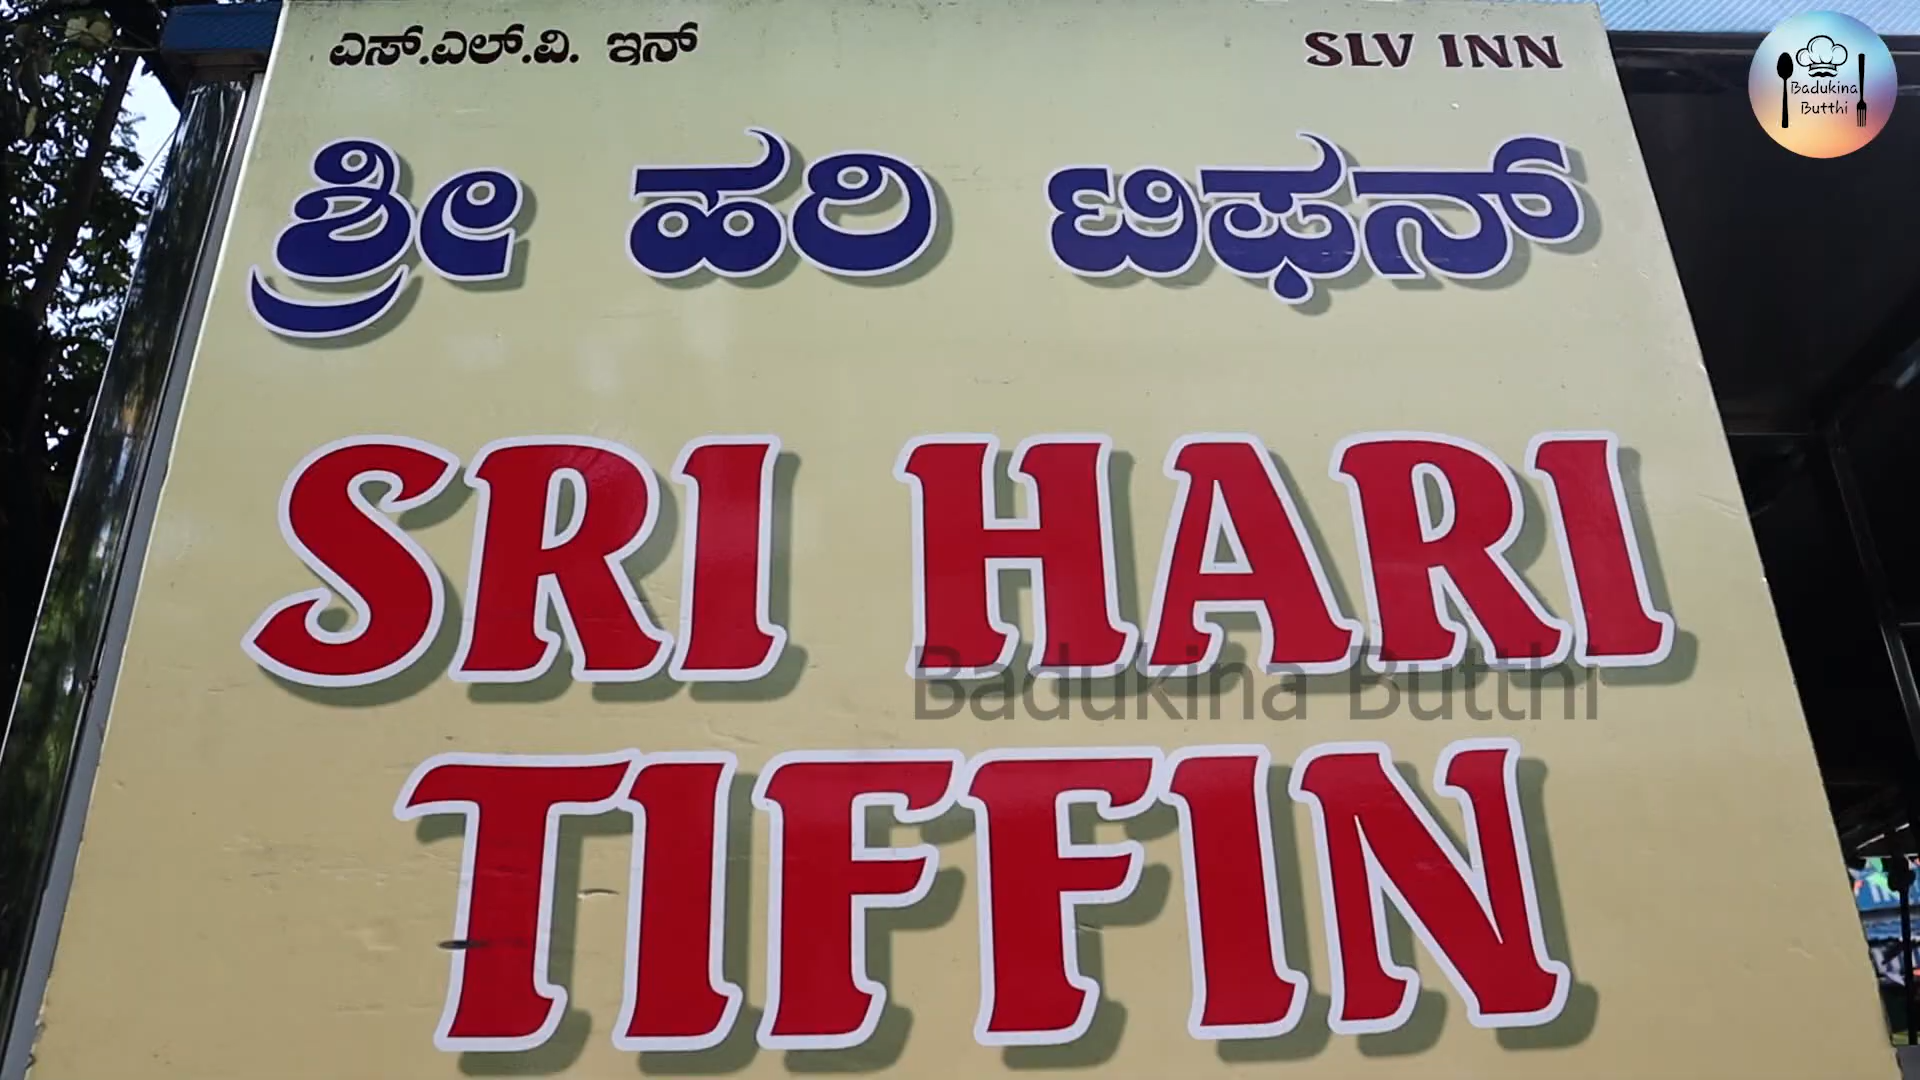 ಎಸ್.ಎಲ್.ವಿ. ಇನ್ SLV INN
Badukina
Butthi
ಶ್ರೀ ಹರಿ ಟಿಫನ್
SRI HARI
Badukina Butthi
TIFFIN